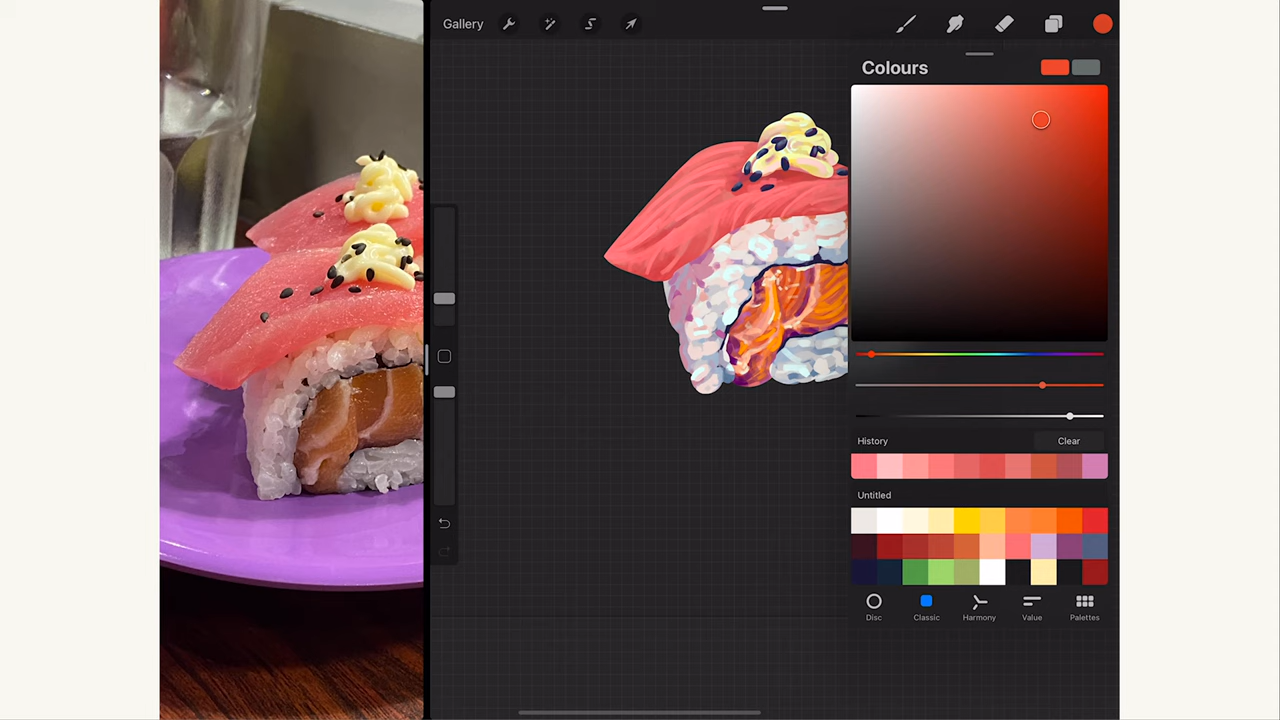 Gallery
Colours
History
Clear
Untitled
Disc
Classic
Harmony
Value
Palettes